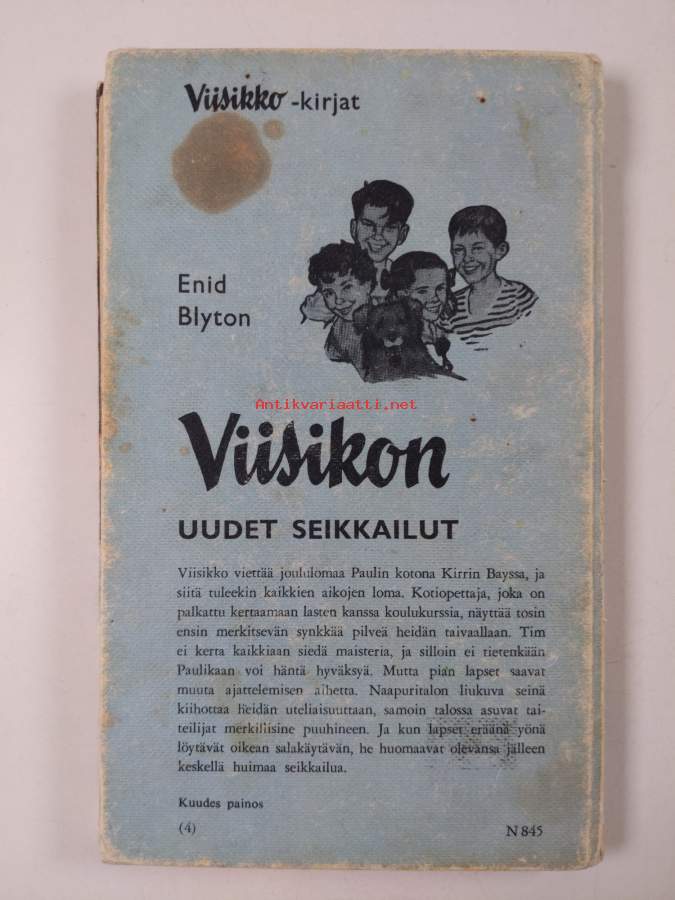 Viisikko -kirjat
Enid
Blyton
Antikvariaatti.net
Viisikon
UUDET SEIKKAILUT
Viisikko viettää joululomaa Paulin kotona Kirrin Bayssa, ja
siitä tuleekin kaikkien aikojen loma. Kotiopettaja, joka on
palkattu kertaamaan lasten kanssa koulukurssia, näyttää tosin
ensin merkitsevän synkkää pilveä heidän taivaallaan. Tim
ei kerta kaikkiaan siedä maisteria, ja silloin ei tietenkään
Paulikaan voi häntä hyväksyä. Mutta pian lapset saavat
muuta ajattelemisen aihetta. Naapuritalon liukuva seinä
kiihottaa heidän uteliaisuuttaan, samoin talossa asuvat tai-
teilijat merkillisine puuhineen. Ja kun lapset eräänä yönä
löytävät oikean salakäytävän, he huomaavat olevansa jälleen
keskellä huimaa seikkailua.
Kuudes painos
(4)
N 845